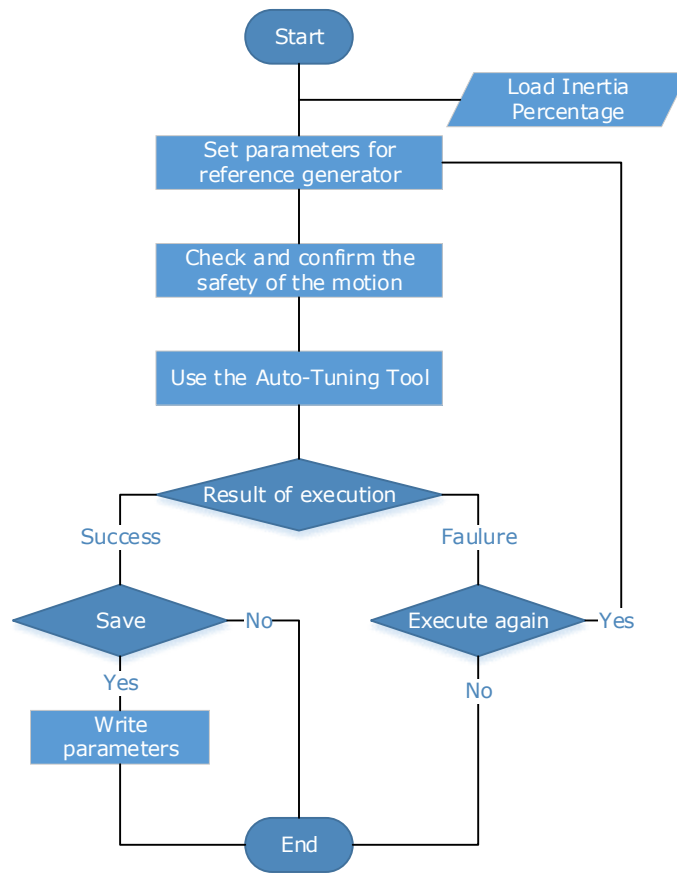 Start
Load Inertia
Percentage
Set parameters for
reference generator
Check and confirm the
safety of the motion
Use the Auto-Tuning Tool
Result of execution
Success
Faulure
Save
No
Execute again
Yes
Yes
No
Write
parameters
End